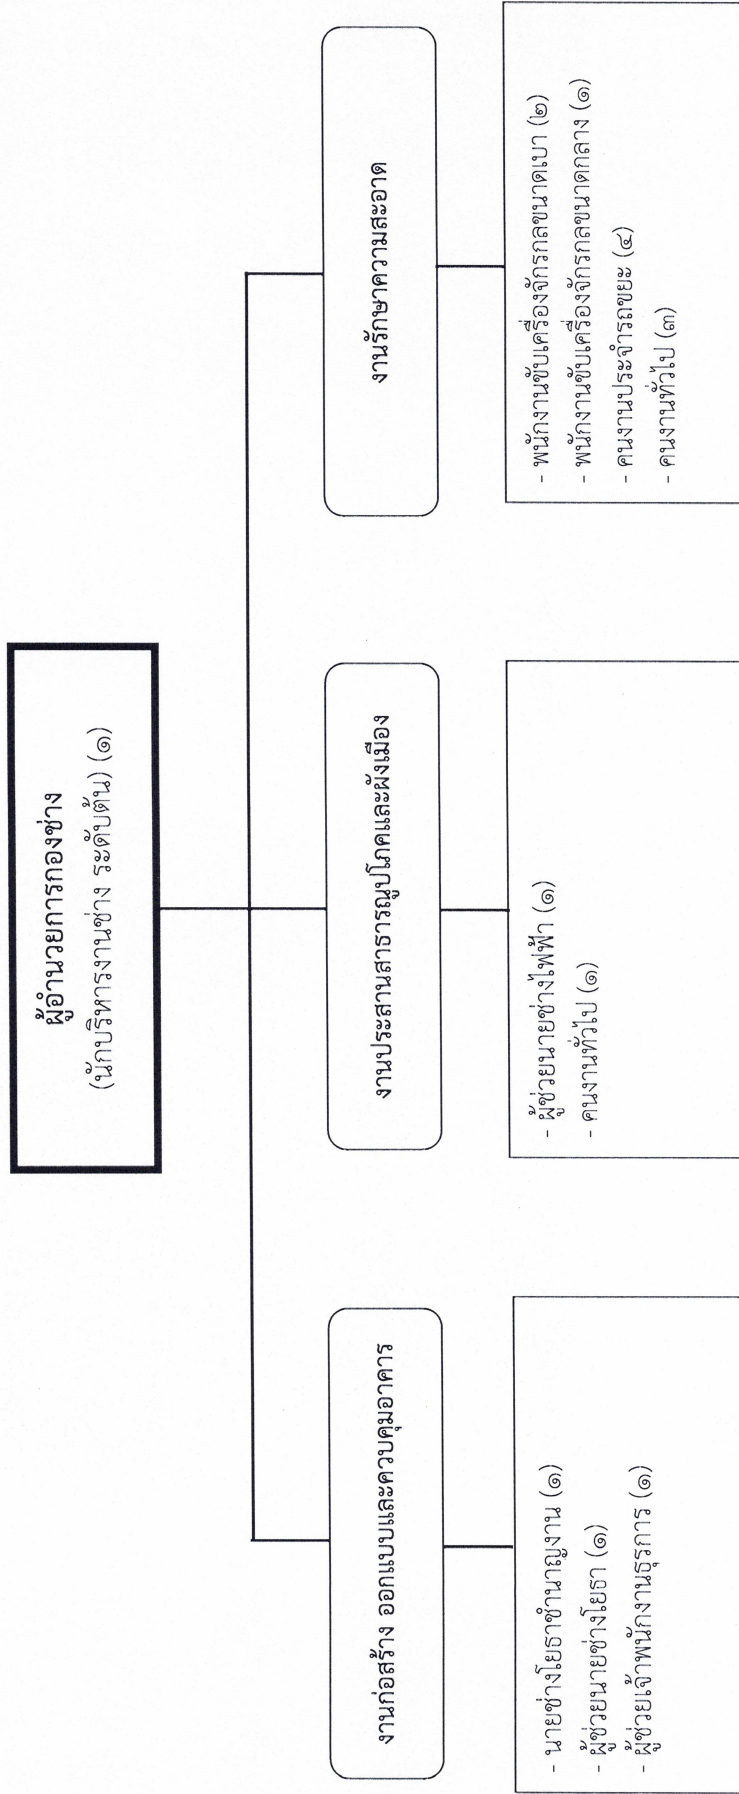 ผู้อำนวยการกองช่าง
(นักบริหารงานช่าง ระดับต้น) (๑)
งานก่อสร้าง ออกแบบและควบคุมอาคาร
- นายช่างโยธาชำนาญงาน (๑)
- ผู้ช่วยนายช่างโยธา (๑)
- ผู้ช่วยเจ้าพนักงานธุรการ (๑)
งานประสานสาธารณูปโภคและผังเมือง
- ผู้ช่วยนายช่างไฟฟ้า (๑)
- คนงานทั่วไป (๑)
งานรักษาความสะอาด
- พนักงานขับเครื่องจักรกลขนาดเบา (๒)
- พนักงานขับเครื่องจักรกลขนาดกลาง (๑)
- คนงานประจำรถขยะ (๔)
- คนงานทั่วไป (๓)